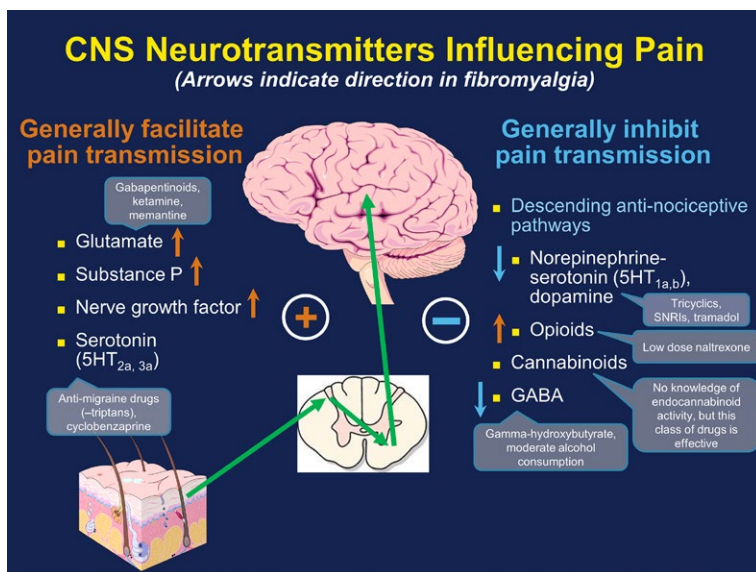 CNS Neurotransmitters Influencing Pain
(Arrows indicate direction in fibromyalgia)
Generally facilitate
pain transmission
Gabapentinoids,
ketamine,
memantine
Glutamate
Substance P
Nerve growth factor
Serotonin
(5HT2a, 3a)
Anti-migraine drugs
(–triptans),
cyclobenzaprine
+
–
Generally inhibit
pain transmission
Descending anti-nociceptive
pathways
Norepinephrine-
serotonin (5HT1a,b),
dopamine
Tricyclics,
SNRIs, tramadol
Opioids
Low dose naltrexone
Cannabinoids
No knowledge of
endocannabinoid
activity, but this
class of drugs is
effective
GABA
Gamma-hydroxybutyrate,
moderate alcohol
consumption